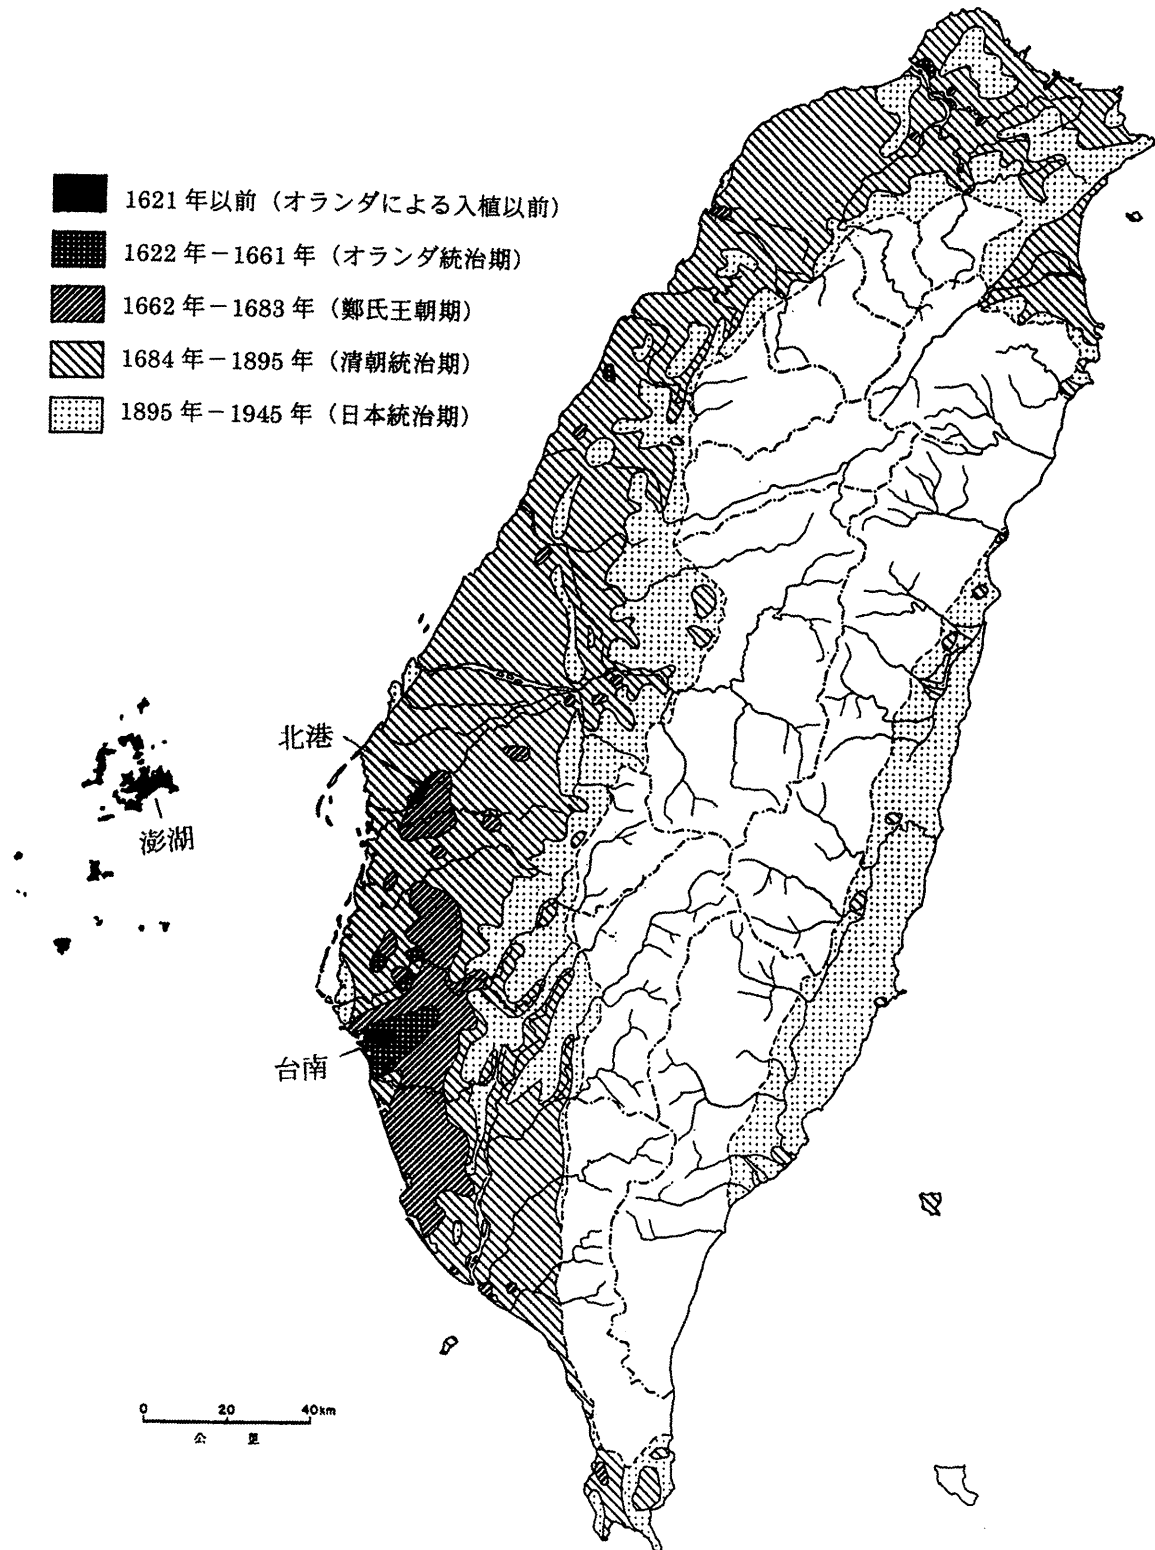 1621年以前（オランダによる入植以前）
1622年－1661年（オランダ統治期）
1662年－1683年（鄭氏王朝期）
1684年－1895年（清朝統治期）
1895年－1945年（日本統治期）
北港
澎湖
台南
0 20 40km
公 里